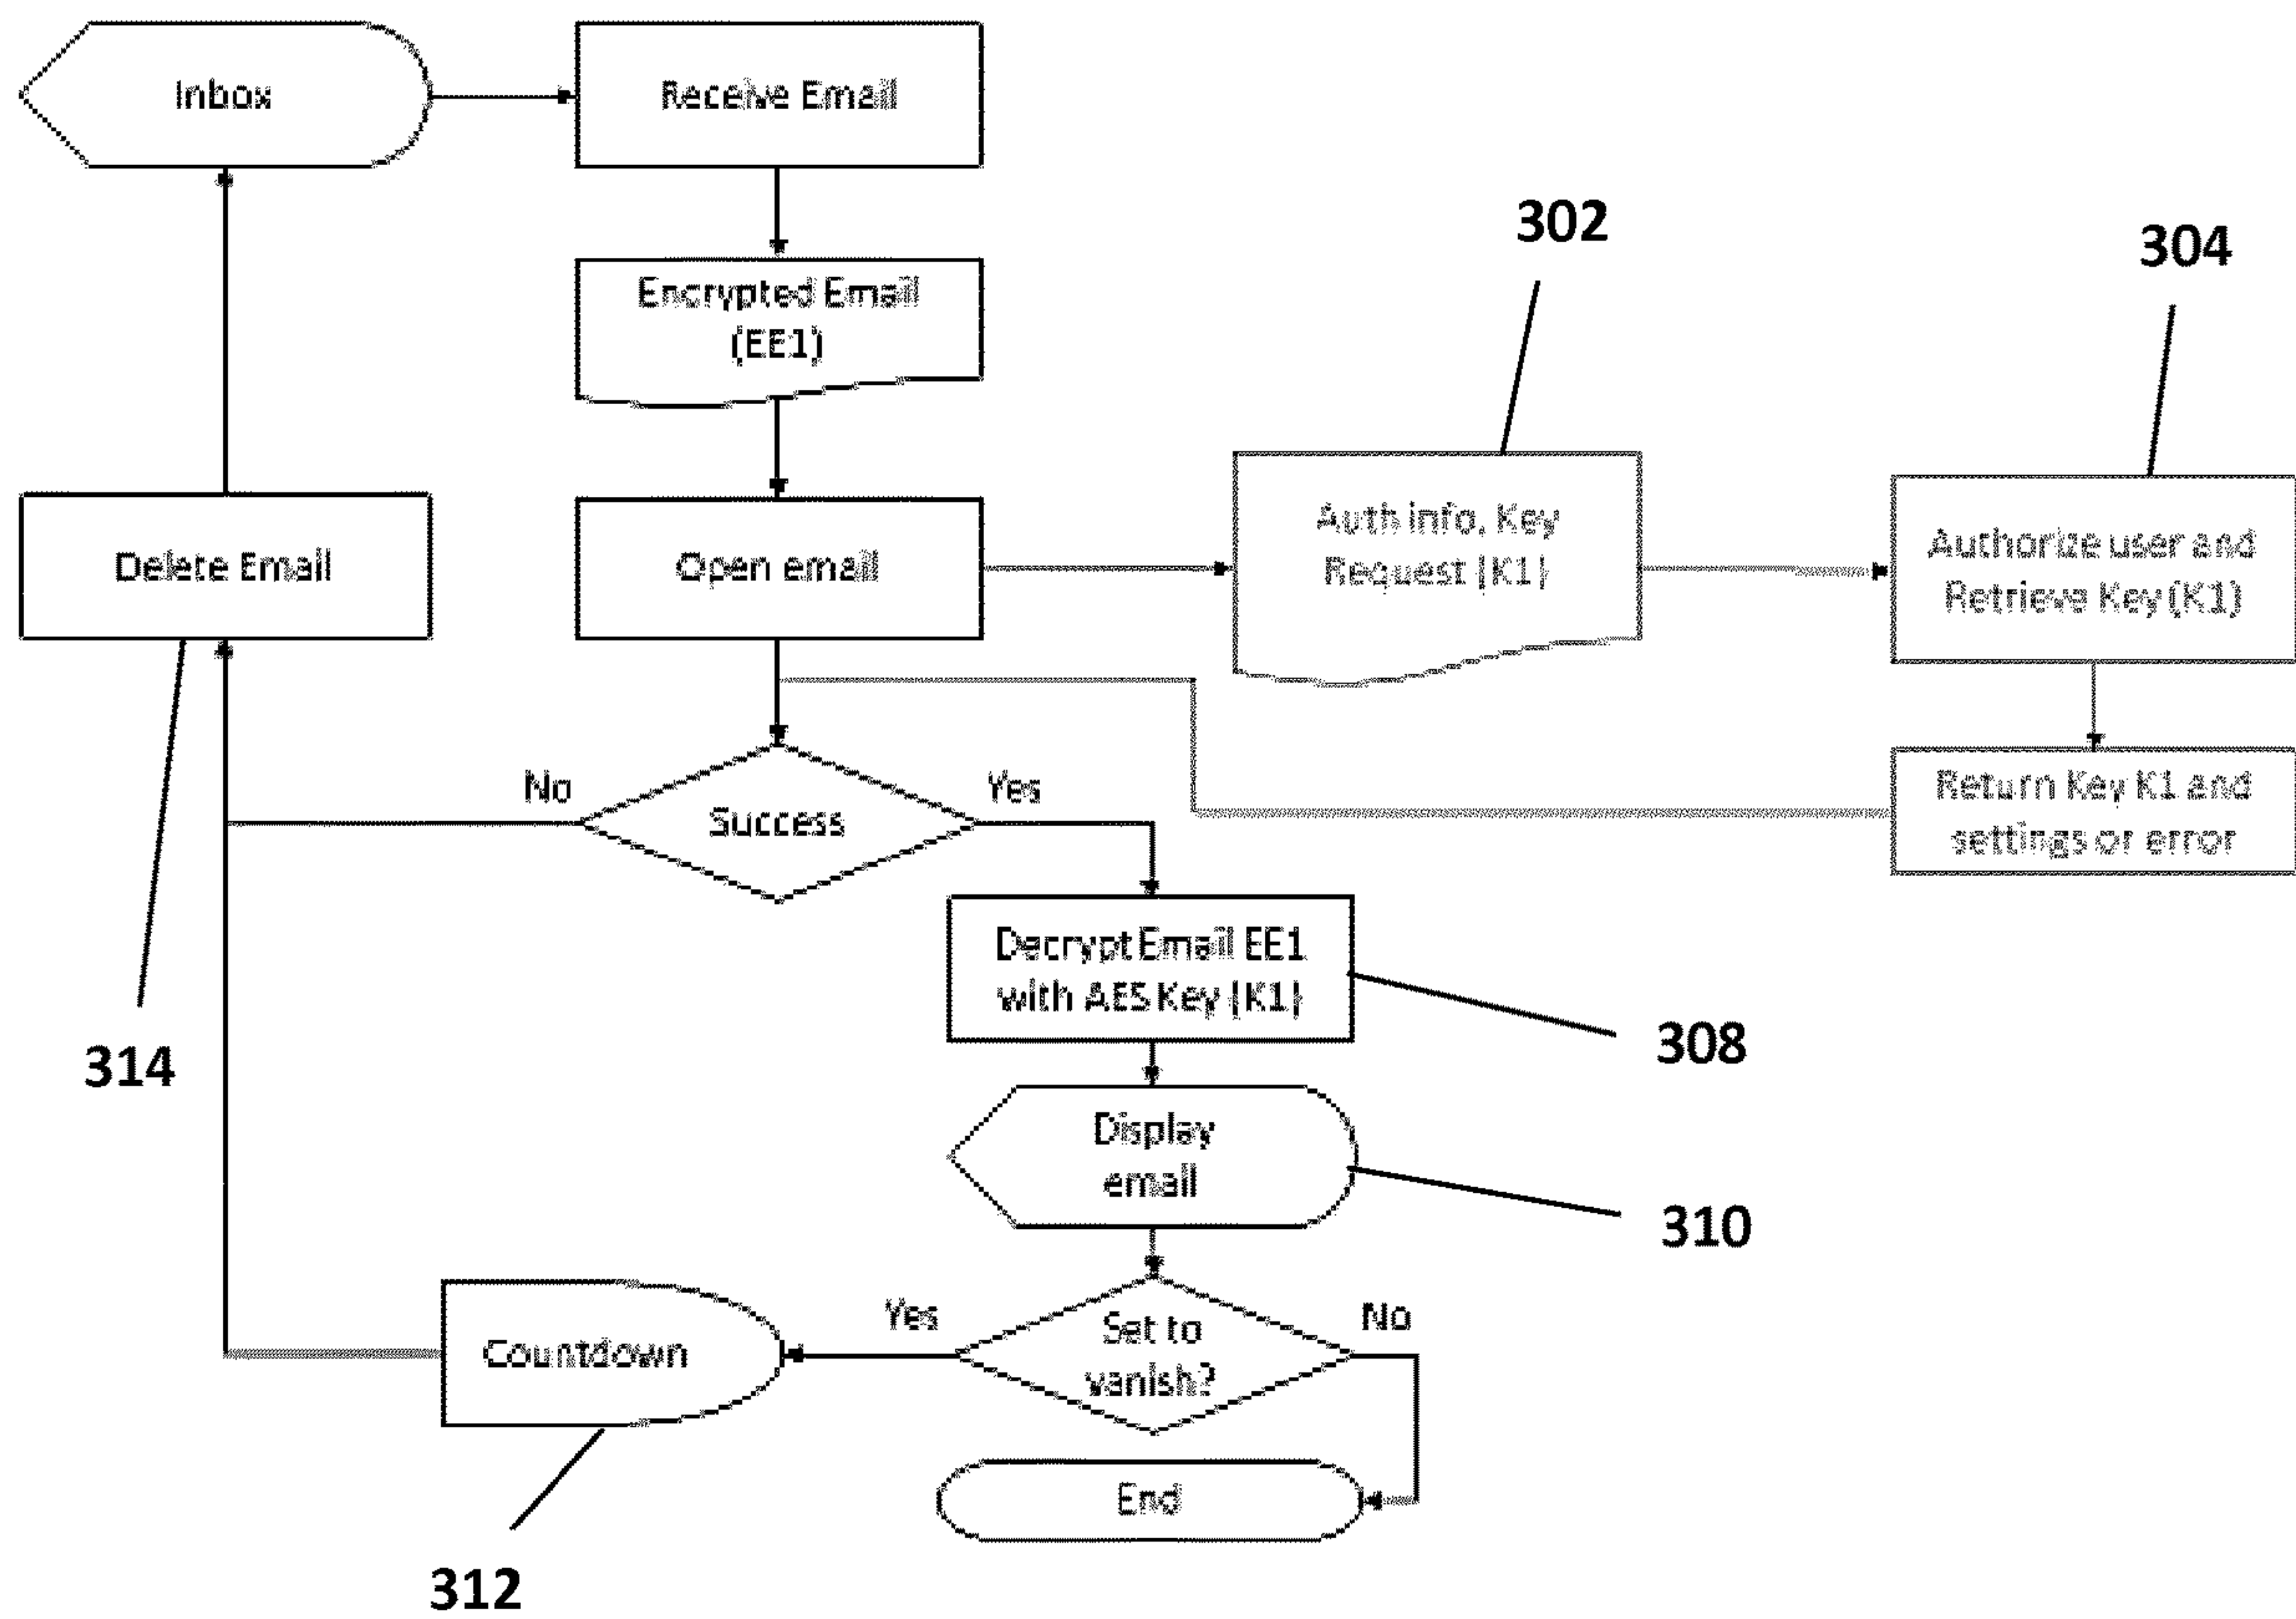 Inbox
Receive Email
302
304
Encrypted Email
(EE1)
Auth info, Key
Request (K1)
Authorize user and
Retrieve Key (K1)
Delete Email
Open email
No
Yes
Success
Return Key K1 and
settings or error
Decrypt Email EE1
with AES Key (K1)
308
314
Display
email
310
Yes
No
Set to
vanish?
Countdown
End
312